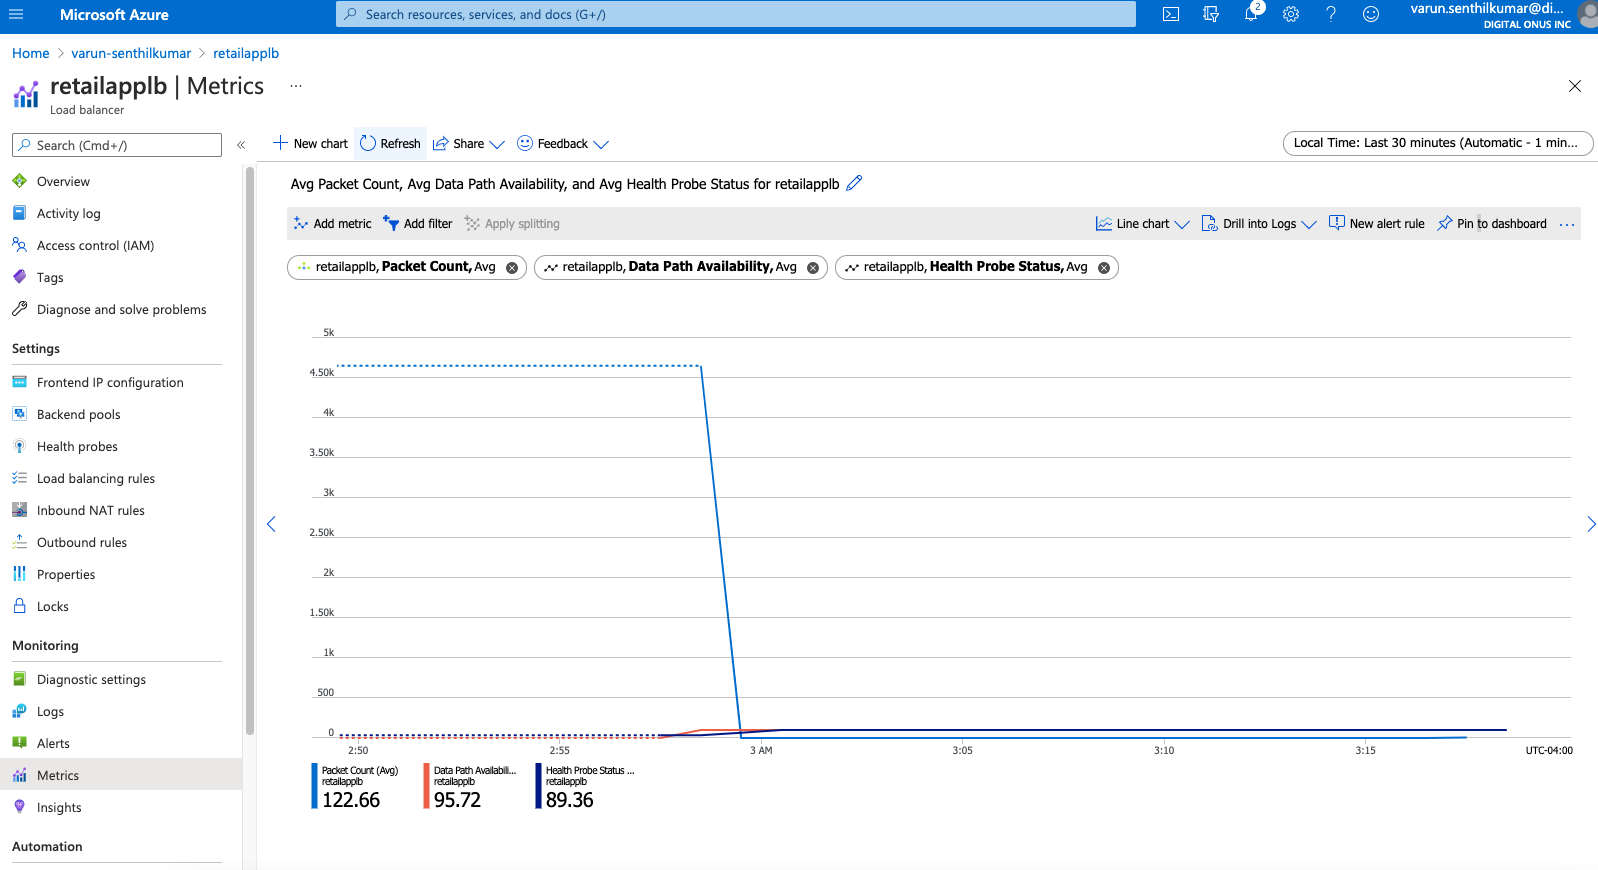 Microsoft Azure
Search resources, services, and docs (G+/)
2
varun.senthilkumar@di...
DIGITAL ONUS INC
Home > varun-senthilkumar > retailapplb
retailapplb | Metrics ...
Load balancer
Search (Cmd+/)
«
Overview
Activity log
Access control (IAM)
Tags
Diagnose and solve problems
Settings
Frontend IP configuration
Backend pools
Health probes
Load balancing rules
Inbound NAT rules
Outbound rules
Properties
Locks
Monitoring
Diagnostic settings
Logs
Alerts
Metrics
Insights
Automation
New chart Refresh Share Feedback
Local Time: Last 30 minutes (Automatic - 1 min...
Avg Packet Count, Avg Data Path Availability, and Avg Health Probe Status for retailapplb
Add metric Add filter Apply splitting Line chart Drill into Logs New alert rule Pin to dashboard ...
retailapplb, Packet Count, Avg retailapplb, Data Path Availability, Avg retailapplb, Health Probe Status, Avg
5k
4.50k
4k
3.50k
3k
2.50k
2k
1.50k
1k
500
0
2:50 2:55 3 AM 3:05 3:10 3:15 UTC-04:00
Packet Count (Avg)
retailapplb
122.66
Data Path Availabili...
retailapplb
95.72
Health Probe Status ...
retailapplb
89.36